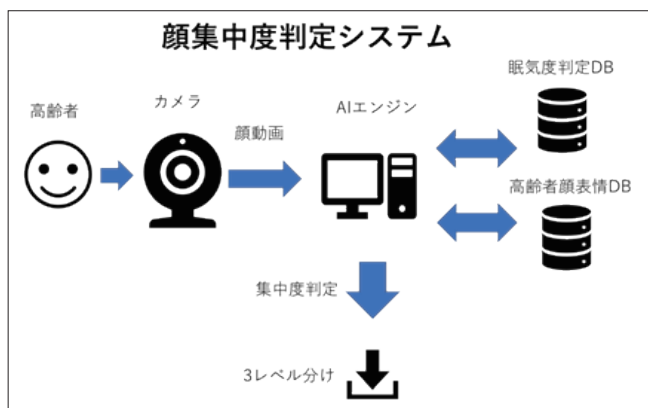 顔集中度判定システム
眠気度判定DB
高齢者
カメラ
AIエンジン
顔動画
高齢者顔表情DB
集中度判定
3レベル分け